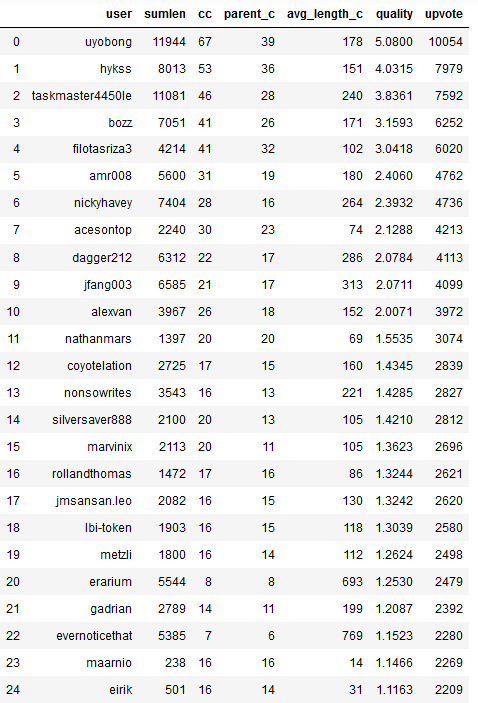 user sumlen cc parent_c avg_length_c quality upvote
0 uyobong 11944 67 39 178 5.0800 10054
1 hykss 8013 53 36 151 4.0315 7979
2 taskmaster4450le 11081 46 28 240 3.8361 7592
3 bozz 7051 41 26 171 3.1593 6252
4 filotasriza3 4214 41 32 102 3.0418 6020
5 amr008 5600 31 19 180 2.4060 4762
6 nickyhavey 7404 28 16 264 2.3932 4736
7 acesontop 2240 30 23 74 2.1288 4213
8 dagger212 6312 22 17 286 2.0784 4113
9 jfang003 6585 21 17 313 2.0711 4099
10 alexvan 3967 26 18 152 2.0071 3972
11 nathanmars 1397 20 20 69 1.5535 3074
12 coyotelation 2725 17 15 160 1.4345 2839
13 nonsowrites 3543 16 13 221 1.4285 2827
14 silversaver888 2100 20 13 105 1.4210 2812
15 marvinix 2113 20 11 105 1.3623 2696
16 rollandthomas 1472 17 16 86 1.3244 2621
17 jmsansan.leo 2082 16 15 130 1.3242 2620
18 lbi-token 1903 16 15 118 1.3039 2580
19 metzli 1800 16 14 112 1.2624 2498
20 erarium 5544 8 8 693 1.2530 2479
21 gadrian 2789 14 11 199 1.2087 2392
22 evernoticethat 5385 7 6 769 1.1523 2280
23 maarnio 238 16 16 14 1.1466 2269
24 eirik 501 16 14 31 1.1163 2209